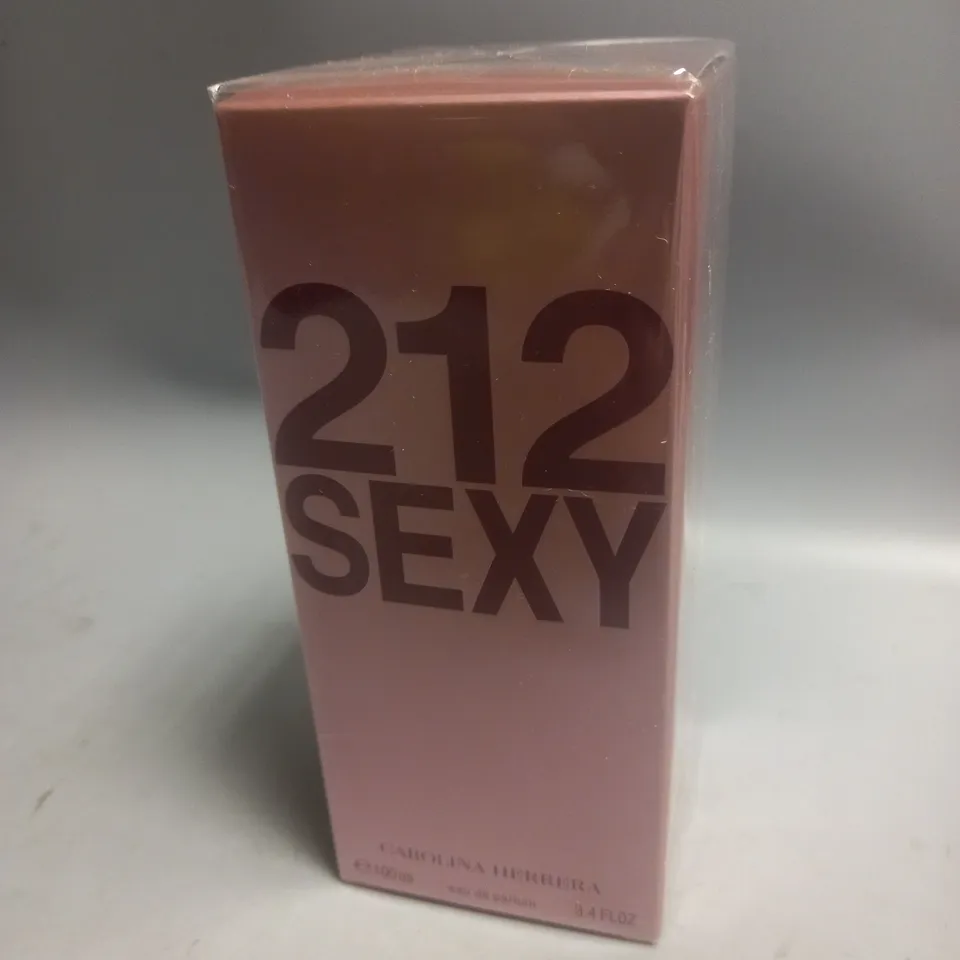 212
SEXY
CAROLINA HERRERA
e 100 ml
eau de parfum
3.4 FL OZ